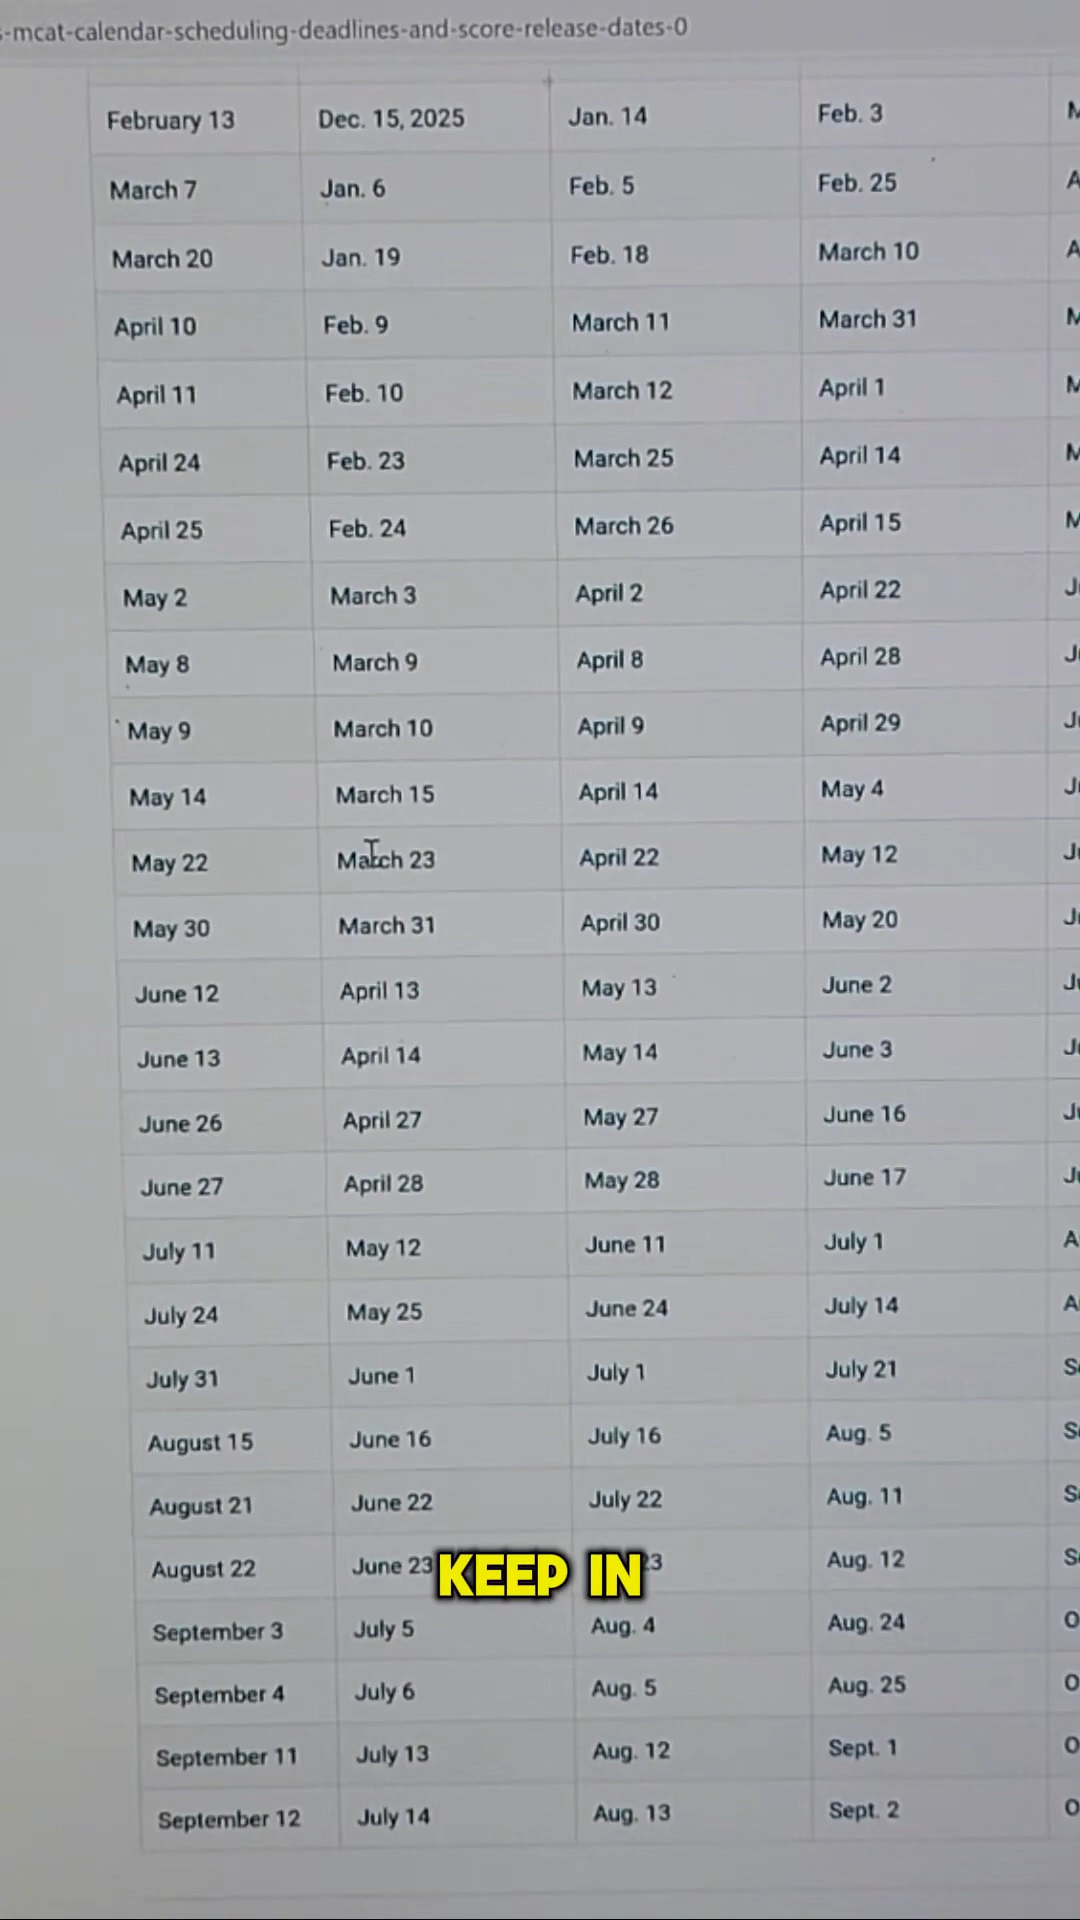 -mcat-calendar-scheduling-deadlines-and-score-release-dates-0
February 13 Dec. 15, 2025 Jan. 14 Feb. 3
March 7 Jan. 6 Feb. 5 Feb. 25 A
March 20 Jan. 19 Feb. 18 March 10 A
April 10 Feb. 9 March 11 March 31 M
April 11 Feb. 10 March 12 April 1 M
April 24 Feb. 23 March 25 April 14 M
April 25 Feb. 24 March 26 April 15 M
May 2 March 3 April 2 April 22 J
May 8 March 9 April 8 April 28 J
May 9 March 10 April 9 April 29 J
May 14 March 15 April 14 May 4 J
May 22 March 23 April 22 May 12 J
May 30 March 31 April 30 May 20 J
June 12 April 13 May 13 June 2 J
June 13 April 14 May 14 June 3 J
June 26 April 27 May 27 June 16 J
June 27 April 28 May 28 June 17 J
July 11 May 12 June 11 July 1 A
July 24 May 25 June 24 July 14 A
July 31 June 1 July 1 July 21 S
August 15 June 16 July 16 Aug. 5 S
August 21 June 22 July 22 Aug. 11 S
August 22 June 23 23 Aug. 12 S
KEEP IN
September 3 July 5 Aug. 4 Aug. 24 O
September 4 July 6 Aug. 5 Aug. 25 O
September 11 July 13 Aug. 12 Sept. 1 O
September 12 July 14 Aug. 13 Sept. 2 O